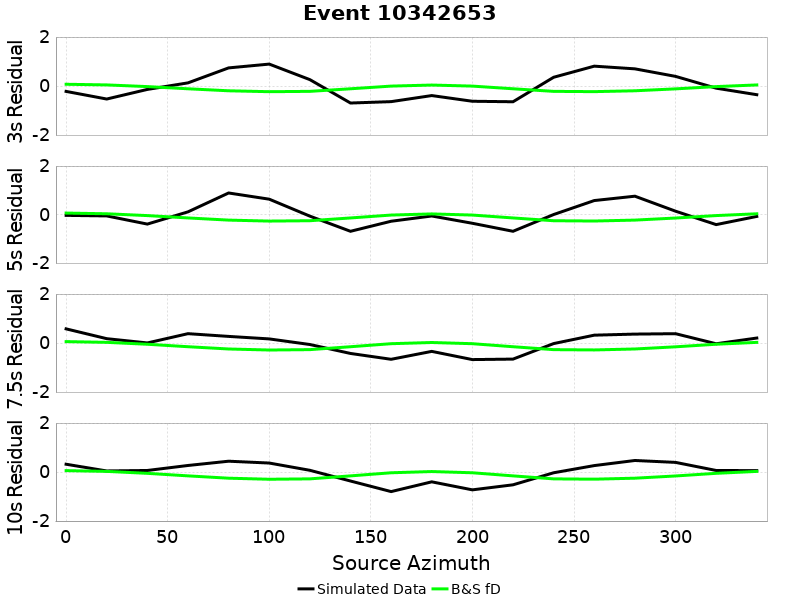 Event 10342653
3s Residual
2
0
-2
5s Residual
2
0
-2
7.5s Residual
2
0
-2
10s Residual
2
0
-2
0 50 100 150 200 250 300
Source Azimuth
Simulated Data B&S fD